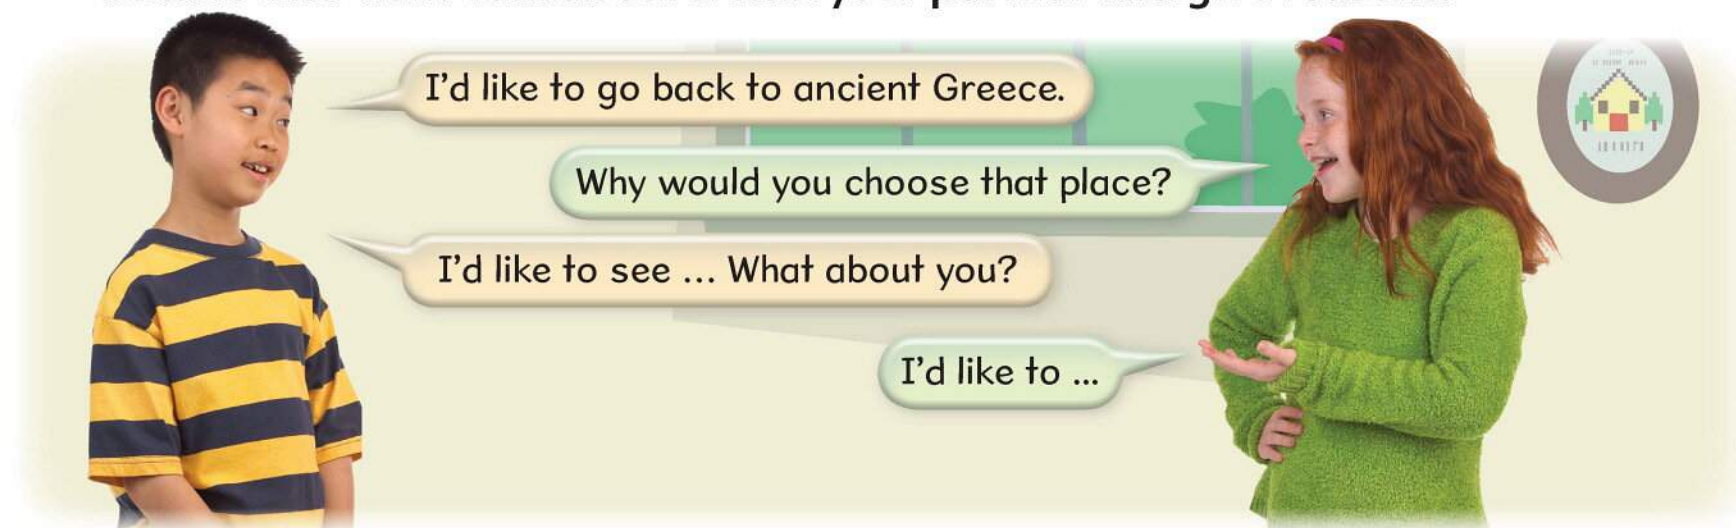 I'd like to go back to ancient Greece.
Why would you choose that place?
I'd like to see ... What about you?
I'd like to ...